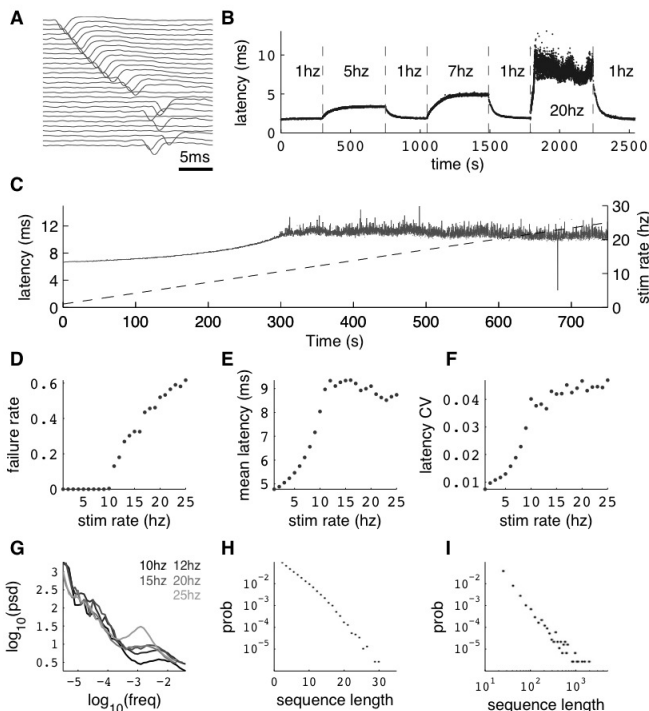 A
5ms
B
latency (ms)
10
5
0
1hz 5hz 1hz 7hz 1hz 20hz 1hz
0 500 1000 1500 2000 2500
time (s)
C
latency (ms)
12
8
4
0
30
20
10
0
stim rate (hz)
0 100 200 300 400 500 600 700
Time (s)
D
failure rate
0.6
0.4
0.2
0
5 15 25
stim rate (hz)
E
mean latency (ms)
9
8
7
6
5
5 10 15 20 25
stim rate (hz)
F
latency CV
0.04
0.03
0.02
0.01
5 15 25
stim rate (hz)
G
log10(psd)
3
2.5
2
1.5
1
0.5
10hz 12hz
15hz 20hz
25hz
−5 −4 −3 −2
log10(freq)
H
prob
10−2
10−3
10−4
10−5
0 10 20 30
sequence length
I
prob
10−2
10−3
10−4
10−5
10¹ 10² 10³
sequence length